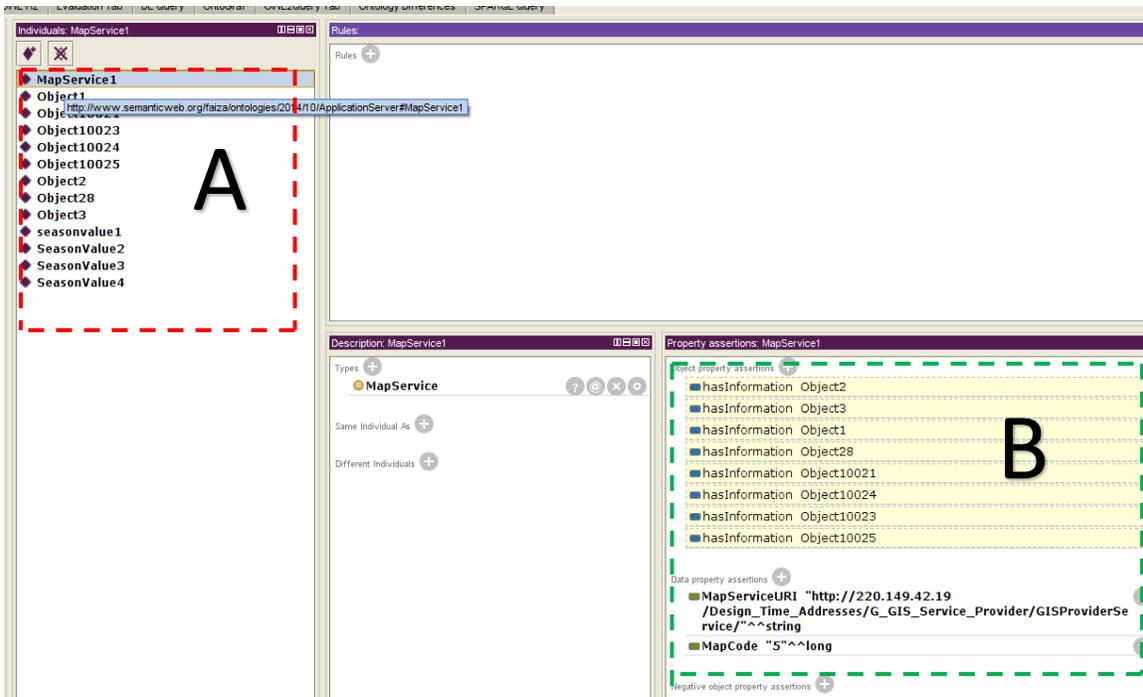 Evaluation Tab DL Query OntoGraf OWL2Query Tab Ontology Differences SPARQL Query
Individuals: MapService1
MapService1
Object1
http://www.semanticweb.org/faiza/ontologies/2014/10/ApplicationServer#MapService1
Object10021
Object10023
Object10024
Object10025
Object2
Object28
Object3
seasonvalue1
SeasonValue2
SeasonValue3
SeasonValue4
A
Rules:
Rules
Description: MapService1
Types
MapService
Same Individual As
Different Individuals
Property assertions: MapService1
Object property assertions
hasInformation Object2
hasInformation Object3
hasInformation Object1
hasInformation Object28
hasInformation Object10021
hasInformation Object10024
hasInformation Object10023
hasInformation Object10025
B
Data property assertions
MapServiceURI "http://220.149.42.19
/Design_Time_Addresses/G_GIS_Service_Provider/GISProviderSe
rvice/"^^string
MapCode "5"^^long
Negative object property assertions